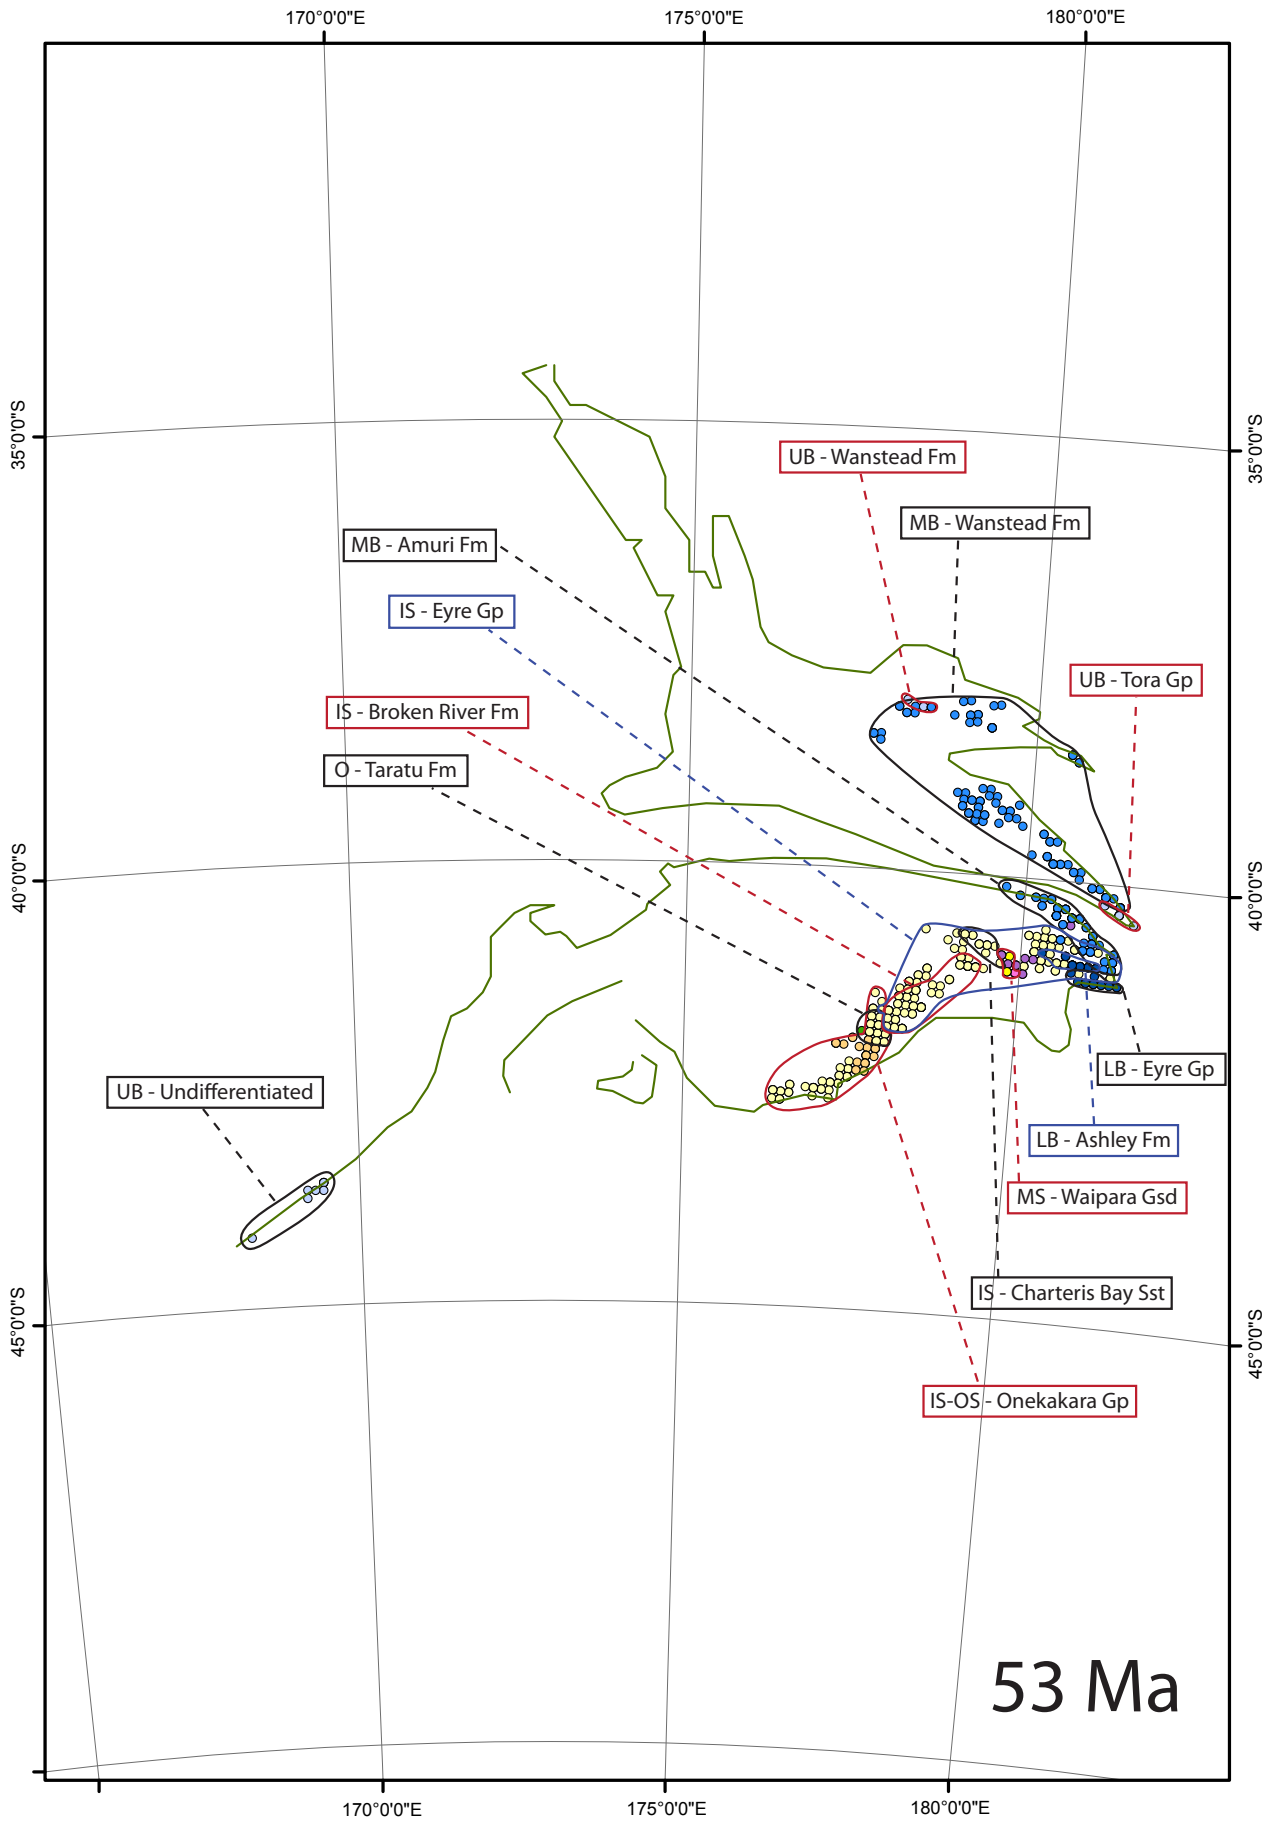 170°0'0"E
175°0'0"E
180°0'0"E
35°0'0"S
35°0'0"S
UB - Wanstead Fm
MB - Wanstead Fm
MB - Amuri Fm
IS - Eyre Gp
UB - Tora Gp
IS - Broken River Fm
O - Taratu Fm
40°0'0"S
40°0'0"S
LB - Eyre Gp
UB - Undifferentiated
LB - Ashley Fm
MS - Waipara Gsd
IS - Charteris Bay Sst
45°0'0"S
45°0'0"S
IS-OS - Onekakara Gp
53 Ma
170°0'0"E
175°0'0"E
180°0'0"E